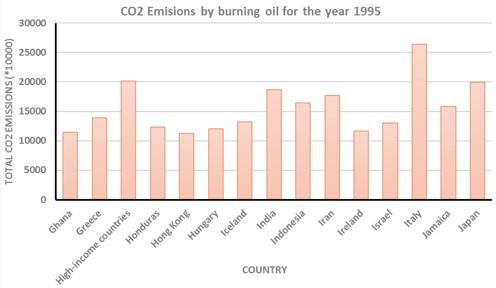 CO2 Emisions by burning oil for the year 1995
TOTAL CO2 EMISSIONS (*10000)
30000
25000
20000
15000
10000
5000
0
Ghana
Greece
High-income countries
Honduras
Hong Kong
Hungary
Iceland
India
Indonesia
Iran
Ireland
Israel
Italy
Jamaica
Japan
COUNTRY